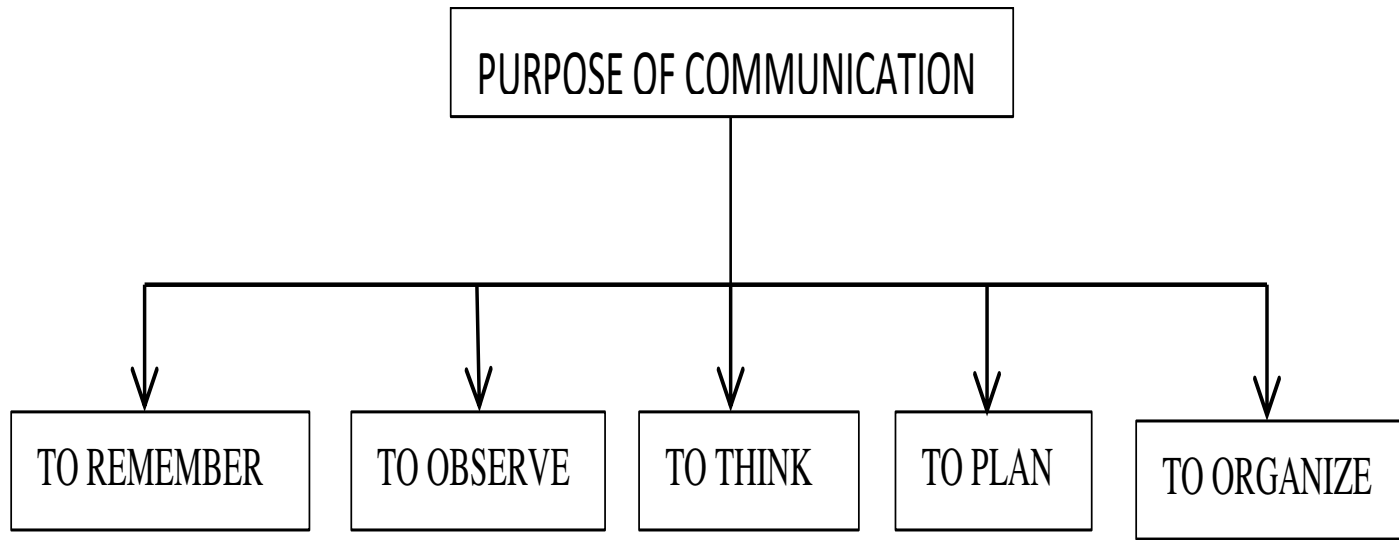 PURPOSE OF COMMUNICATION
TO REMEMBER
TO OBSERVE
TO THINK
TO PLAN
TO ORGANIZE